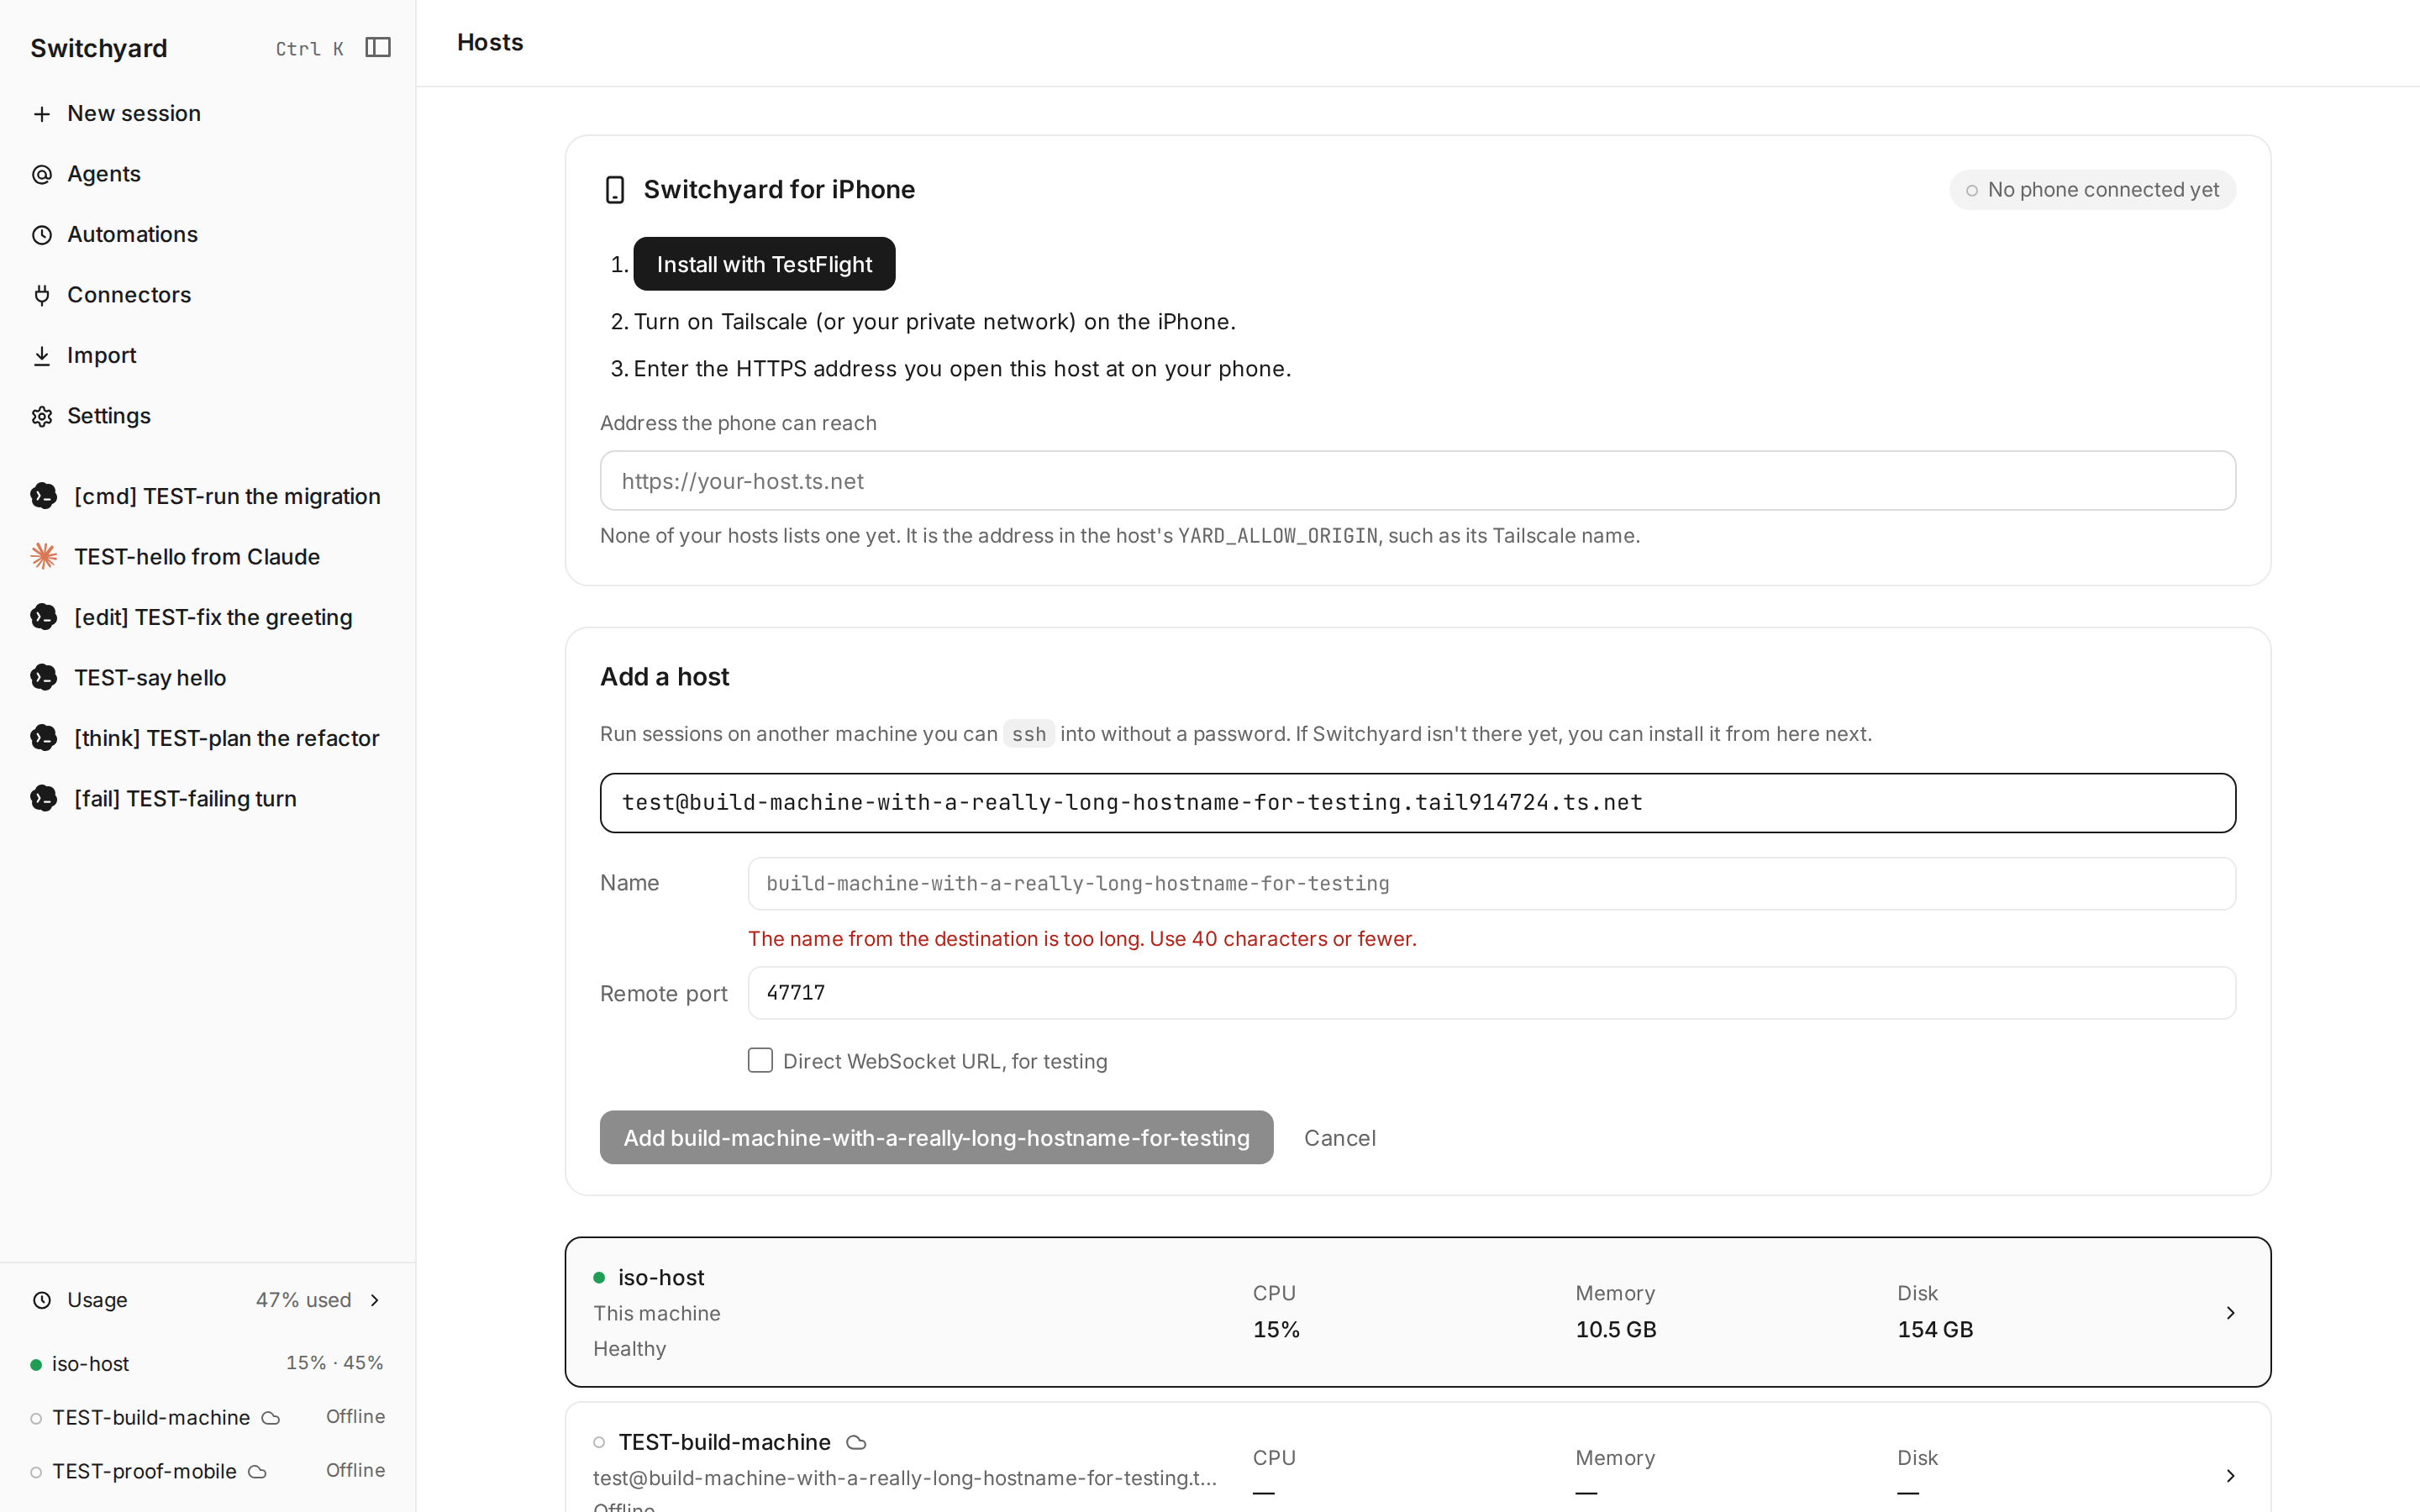 Switchyard
Ctrl K
New session
Agents
Automations
Connectors
Import
Settings
[cmd] TEST-run the migration
TEST-hello from Claude
[edit] TEST-fix the greeting
TEST-say hello
[think] TEST-plan the refactor
[fail] TEST-failing turn
Usage 47% used
iso-host 15% · 45%
TEST-build-machine Offline
TEST-proof-mobile Offline
Hosts
Switchyard for iPhone
No phone connected yet
1. Install with TestFlight
2. Turn on Tailscale (or your private network) on the iPhone.
3. Enter the HTTPS address you open this host at on your phone.
Address the phone can reach
https://your-host.ts.net
None of your hosts lists one yet. It is the address in the host's YARD_ALLOW_ORIGIN, such as its Tailscale name.
Add a host
Run sessions on another machine you can ssh into without a password. If Switchyard isn't there yet, you can install it from here next.
test@build-machine-with-a-really-long-hostname-for-testing.tail914724.ts.net
Name build-machine-with-a-really-long-hostname-for-testing
The name from the destination is too long. Use 40 characters or fewer.
Remote port 47717
Direct WebSocket URL, for testing
Add build-machine-with-a-really-long-hostname-for-testing Cancel
iso-host
This machine
Healthy
CPU
15%
Memory
10.5 GB
Disk
154 GB
TEST-build-machine
test@build-machine-with-a-really-long-hostname-for-testing.t...
Offline
CPU
—
Memory
—
Disk
—